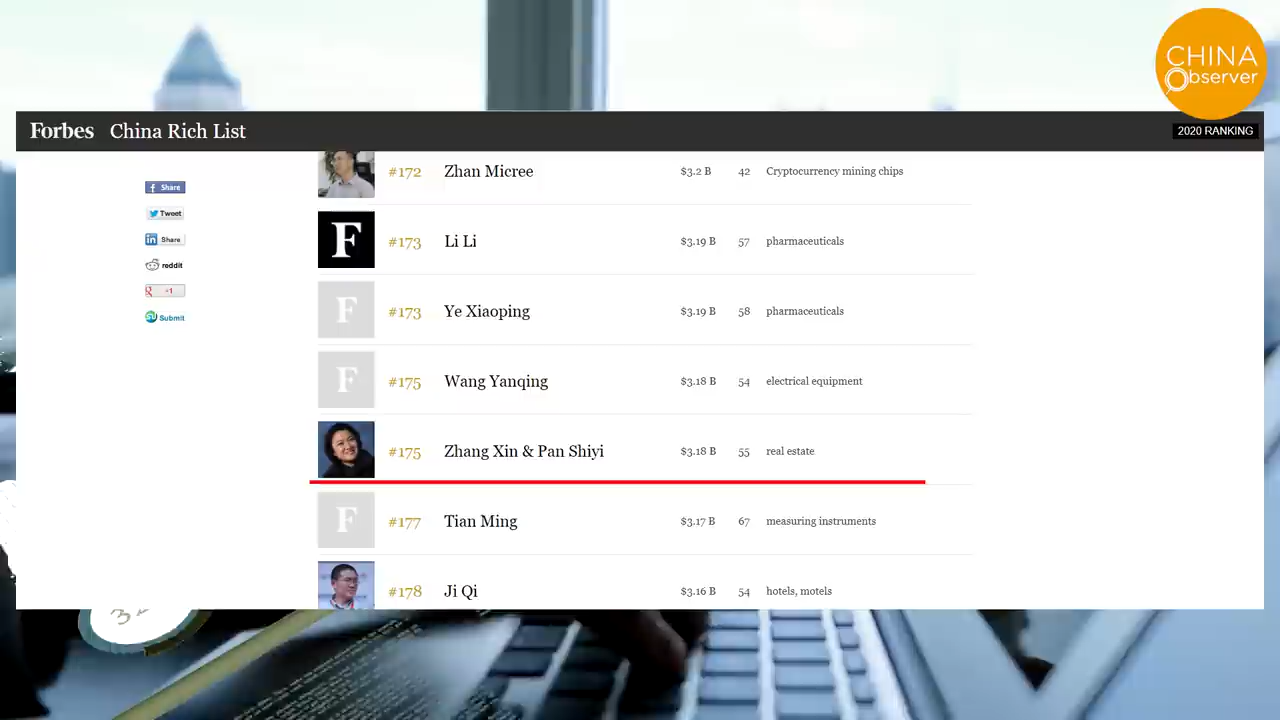 CHINA
Observer
Forbes China Rich List
2020 RANKING
#172 Zhan Micree $3.2 B 42 Cryptocurrency mining chips
Share
Tweet
#173 Li Li $3.19 B 57 pharmaceuticals
Share
reddit
+1
#173 Ye Xiaoping $3.19 B 58 pharmaceuticals
Submit
#175 Wang Yanqing $3.18 B 54 electrical equipment
#175 Zhang Xin & Pan Shiyi $3.18 B 55 real estate
#177 Tian Ming $3.17 B 67 measuring instruments
#178 Ji Qi $3.16 B 54 hotels, motels